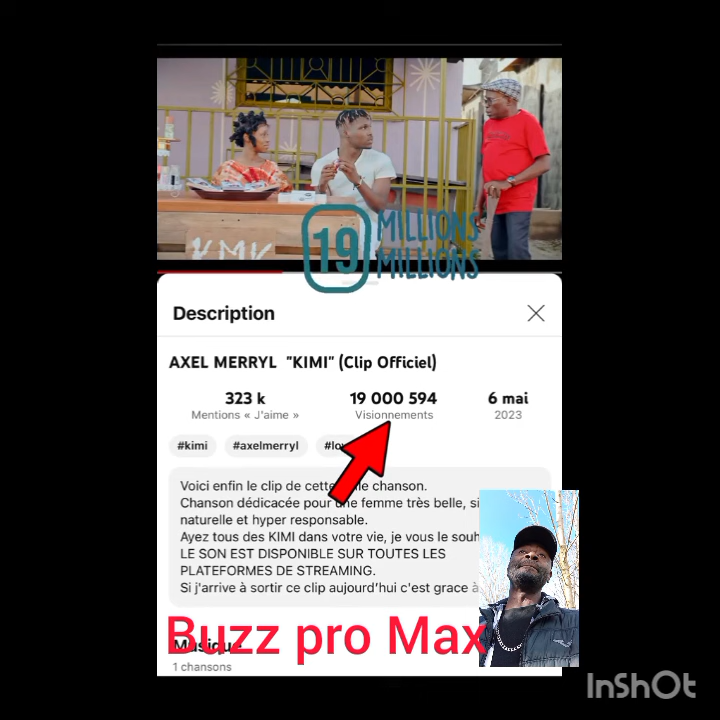 KMK
19 MILLIONS
MILLIONS
Description
AXEL MERRYL "KIMI" (Clip Officiel)
323 k 19 000 594 6 mai
Mentions « J'aime » Visionnements 2023
#kimi #axelmerryl
Voici enfin le clip de cette chanson.
Chanson dédicacée pour une femme très belle,
naturelle et hyper responsable.
Ayez tous des KIMI dans votre vie, je vous le
LE SON EST DISPONIBLE SUR TOUTES LES
PLATEFORMES DE STREAMING.
Si j'arrive à sortir ce clip aujourd'hui c'est grace à
Buzz pro Max
Musique
1 chansons
InShOt